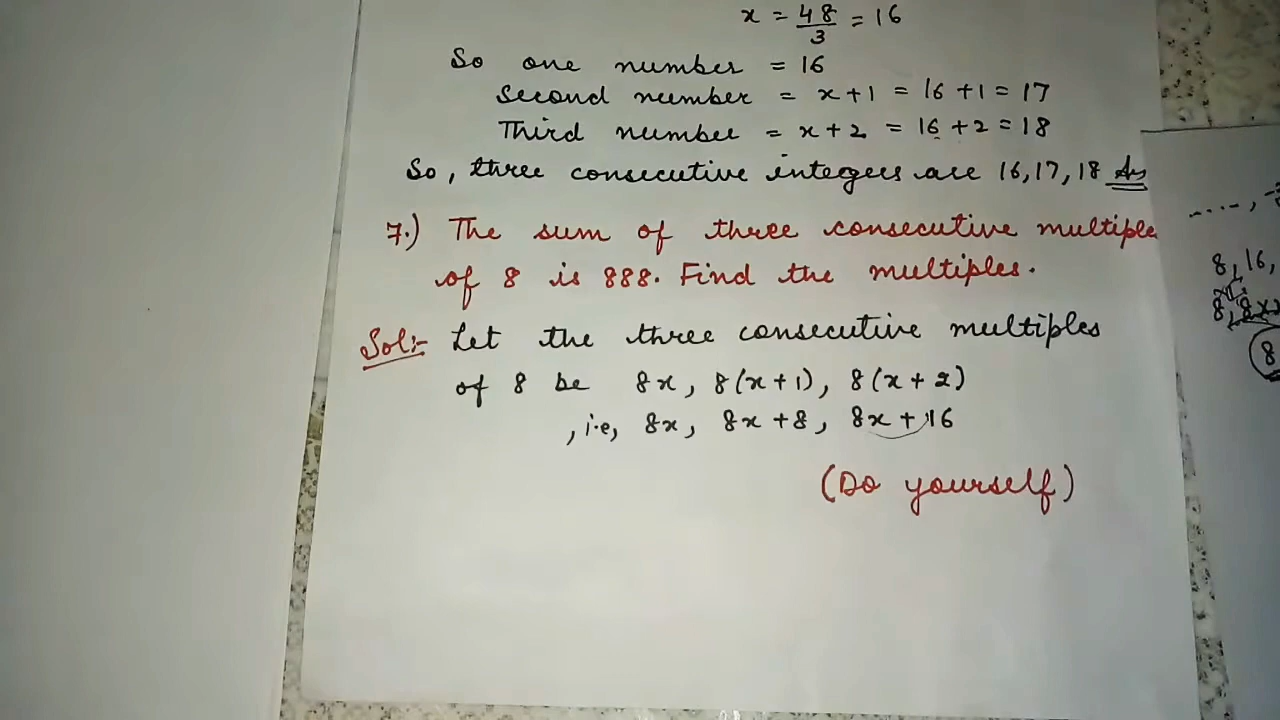 x = 48/3 = 16
So one number = 16
Second number = x+1 = 16+1 = 17
Third number = x+2 = 16+2 = 18
So, three consecutive integers are 16,17,18 Ans
7.) The sum of three consecutive multiple
of 8 is 888. Find the multiples.
Sol:- Let the three consecutive multiples
of 8 be 8x, 8(x+1), 8(x+2)
, i.e, 8x, 8x+8, 8x+16
(Do yourself)
8, 16,
8